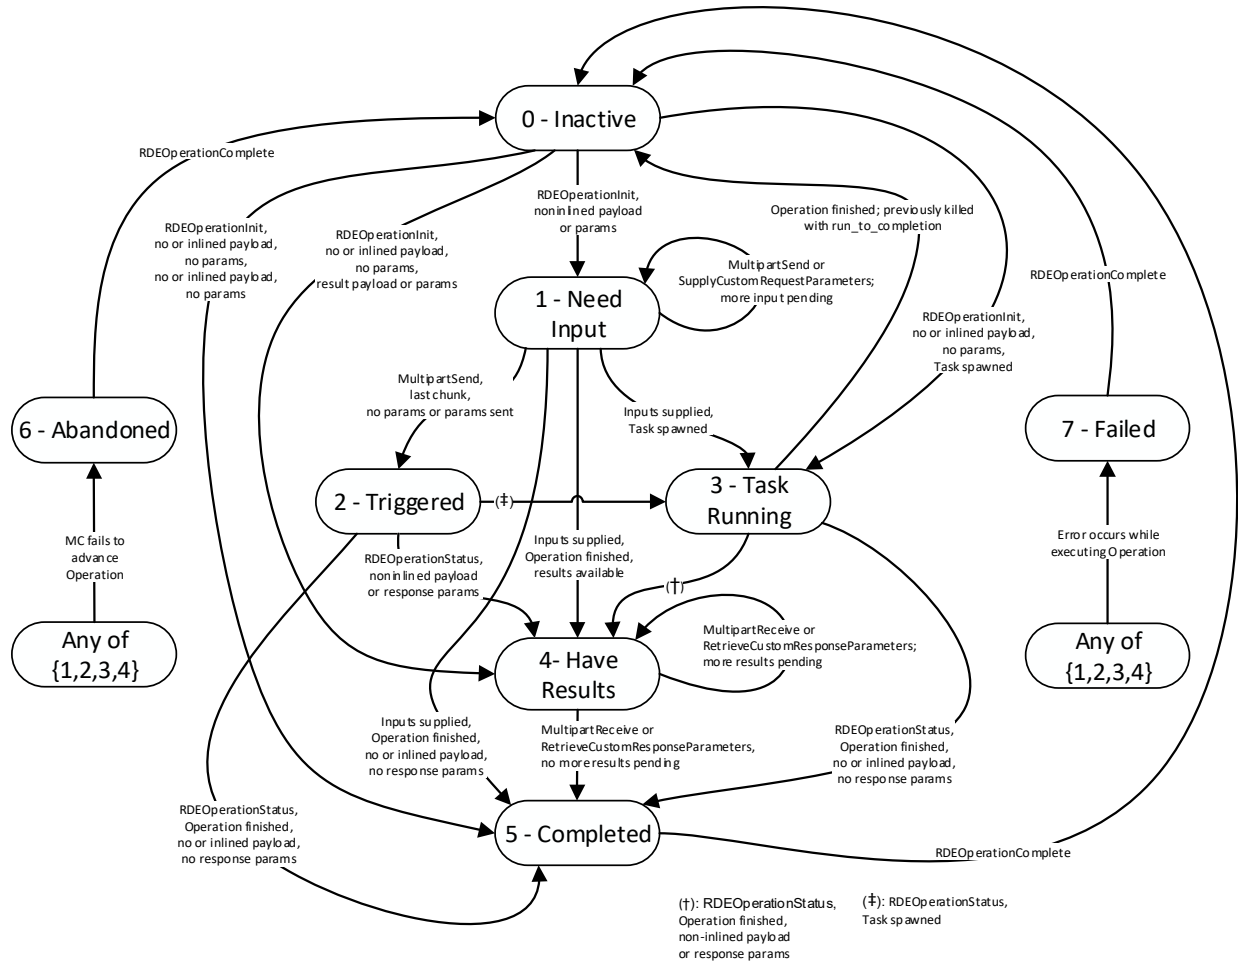 0 - Inactive
RDEOperationComplete
RDEOperationInit,
noninlined payload
or params
Operation finished; previously killed
with run_to_completion
RDEOperationInit,
no or inlined payload,
no params,
no or inlined payload,
no params
RDEOperationInit,
no or inlined payload,
no params,
result payload or params
MultipartSend or
SupplyCustomRequestParameters;
more input pending
RDEOperationComplete
1 - Need
Input
RDEOperationInit,
no or inlined payload,
no params,
Task spawned
MultipartSend,
last chunk,
no params or params sent
Inputs supplied,
Task spawned
6 - Abandoned
7 - Failed
2 - Triggered
(‡)
3 - Task
Running
MC fails to
advance
Operation
RDEOperationStatus,
noninlined payload
or response params
Inputs supplied,
Operation finished,
results available
Error occurs while
executing Operation
(†)
Any of
{1,2,3,4}
4- Have
Results
MultipartReceive or
RetrieveCustomResponseParameters;
more results pending
Any of
{1,2,3,4}
Inputs supplied,
Operation finished,
no or inlined payload,
no response params
MultipartReceive or
RetrieveCustomResponseParameters,
no more results pending
RDEOperationStatus,
Operation finished,
no or inlined payload,
no response params
RDEOperationStatus,
Operation finished,
no or inlined payload,
no response params
5 - Completed
RDEOperationComplete
(†): RDEOperationStatus,
Operation finished,
non-inlined payload
or response params
(‡): RDEOperationStatus,
Task spawned